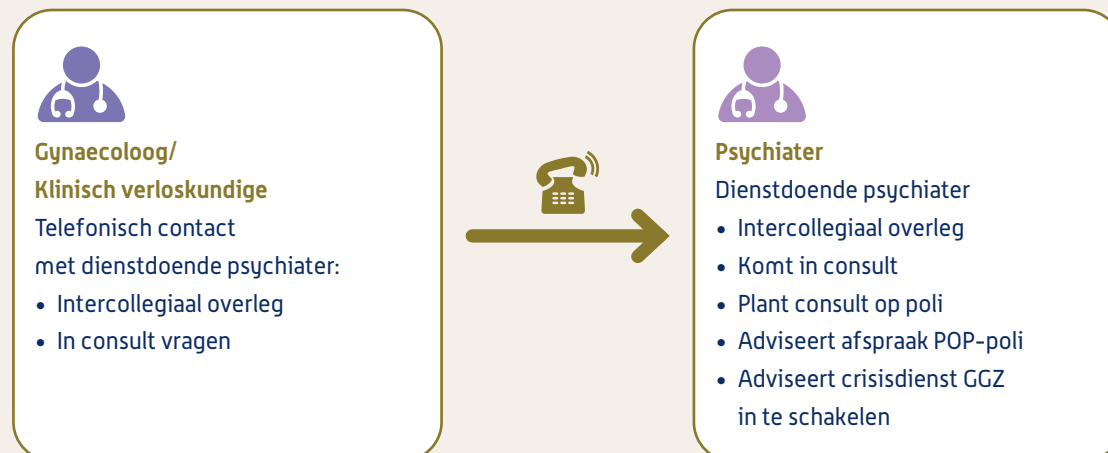 Gynaecoloog/
Klinisch verloskundige
Telefonisch contact
met dienstdoende psychiater:
• Intercollegiaal overleg
• In consult vragen
Psychiater
Dienstdoende psychiater
• Intercollegiaal overleg
• Komt in consult
• Plant consult op poli
• Adviseert afspraak POP-poli
• Adviseert crisisdienst GGZ
in te schakelen